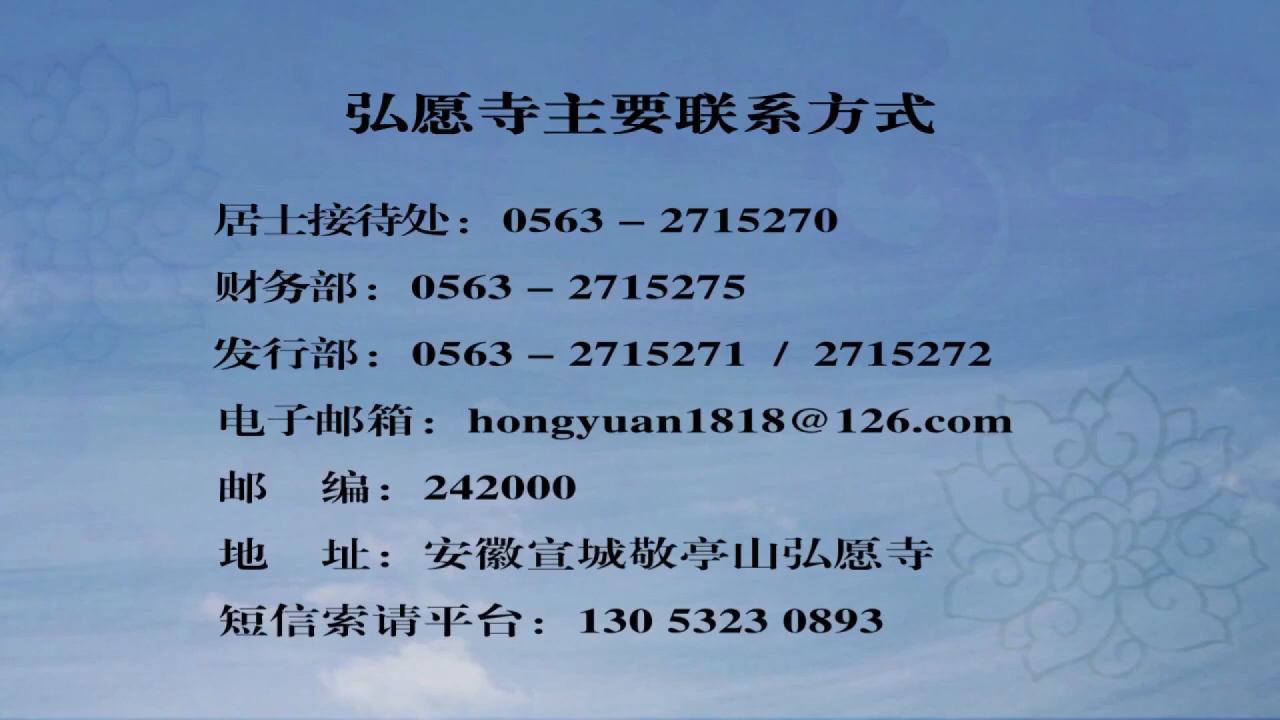 弘愿寺主要联系方式
居士接待处：0563－2715270
财务部：0563－2715275
发行部：0563－2715271 / 2715272
电子邮箱：hongyuan1818@126.com
邮　编：242000
地　址：安徽宣城敬亭山弘愿寺
短信索请平台：130 5323 0893